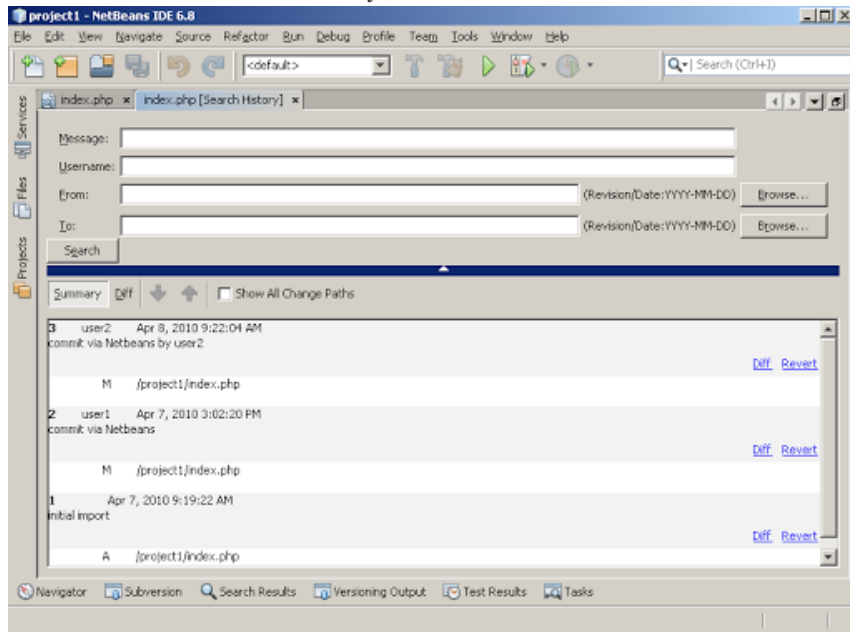 project1 - NetBeans IDE 6.8
File Edit View Navigate Source Refactor Run Debug Profile Team Tools Window Help
<default>
Search (Ctrl+I)
index.php
index.php [Search History]
Services
Files
Projects
Message:
Username:
From: (Revision/Date:YYYY-MM-DD) Browse...
To: (Revision/Date:YYYY-MM-DD) Browse...
Search
Summary Diff Show All Change Paths
3 user2 Apr 8, 2010 9:22:04 AM
commit via Netbeans by user2
Diff Revert
M /project1/index.php
2 user1 Apr 7, 2010 3:02:20 PM
commit via Netbeans
Diff Revert
M /project1/index.php
1 Apr 7, 2010 9:19:22 AM
initial import
Diff Revert
A /project1/index.php
Navigator Subversion Search Results Versioning Output Test Results Tasks